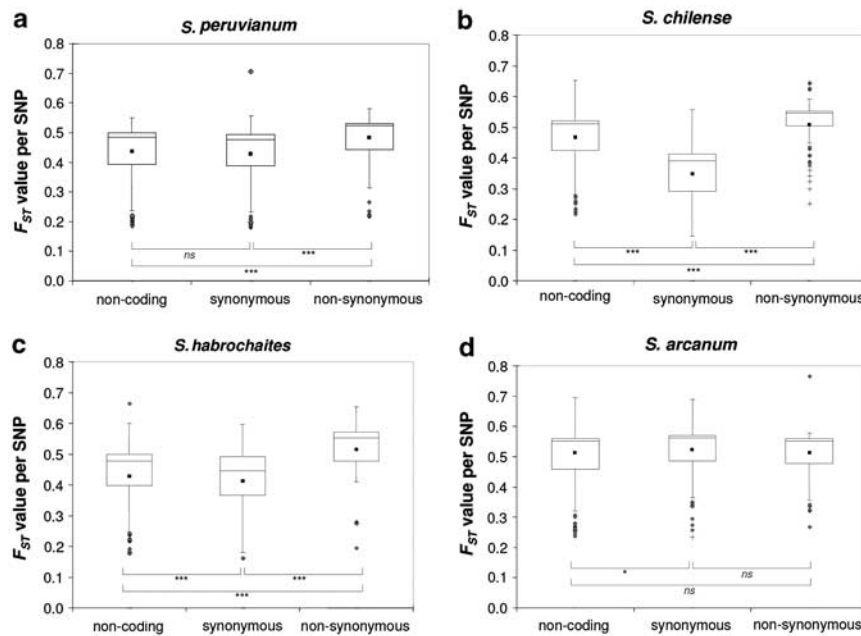 a
S. peruvianum
FST value per SNP
0.8
0.7
0.6
0.5
0.4
0.3
0.2
0.1
0.0
ns
***
***
non-coding synonymous non-synonymous
b
S. chilense
FST value per SNP
0.8
0.7
0.6
0.5
0.4
0.3
0.2
0.1
0.0
*** ***
***
non-coding synonymous non-synonymous
c
S. habrochaites
FST value per SNP
0.8
0.7
0.6
0.5
0.4
0.3
0.2
0.1
0.0
*** ***
***
non-coding synonymous non-synonymous
d
S. arcanum
FST value per SNP
0.8
0.7
0.6
0.5
0.4
0.3
0.2
0.1
0.0
* ns
ns
non-coding synonymous non-synonymous